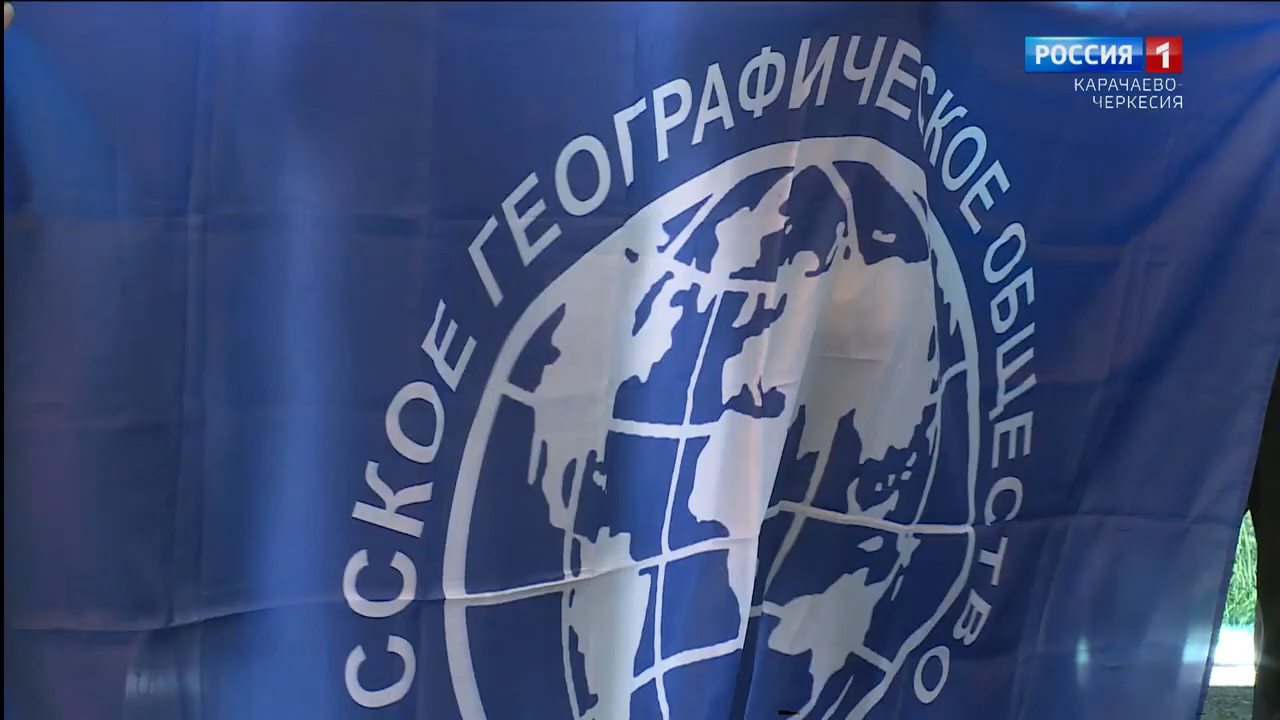 РОССИЯ 1
КАРАЧАЕВО-
ЧЕРКЕСИЯ
ССКОЕ ГЕОГРАФИЧЕСКОЕ ОБЩЕСТВО